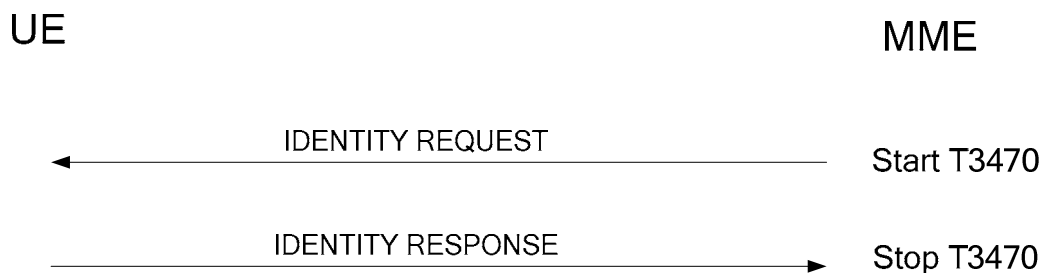 UE
MME
IDENTITY REQUEST
Start T3470
IDENTITY RESPONSE
Stop T3470